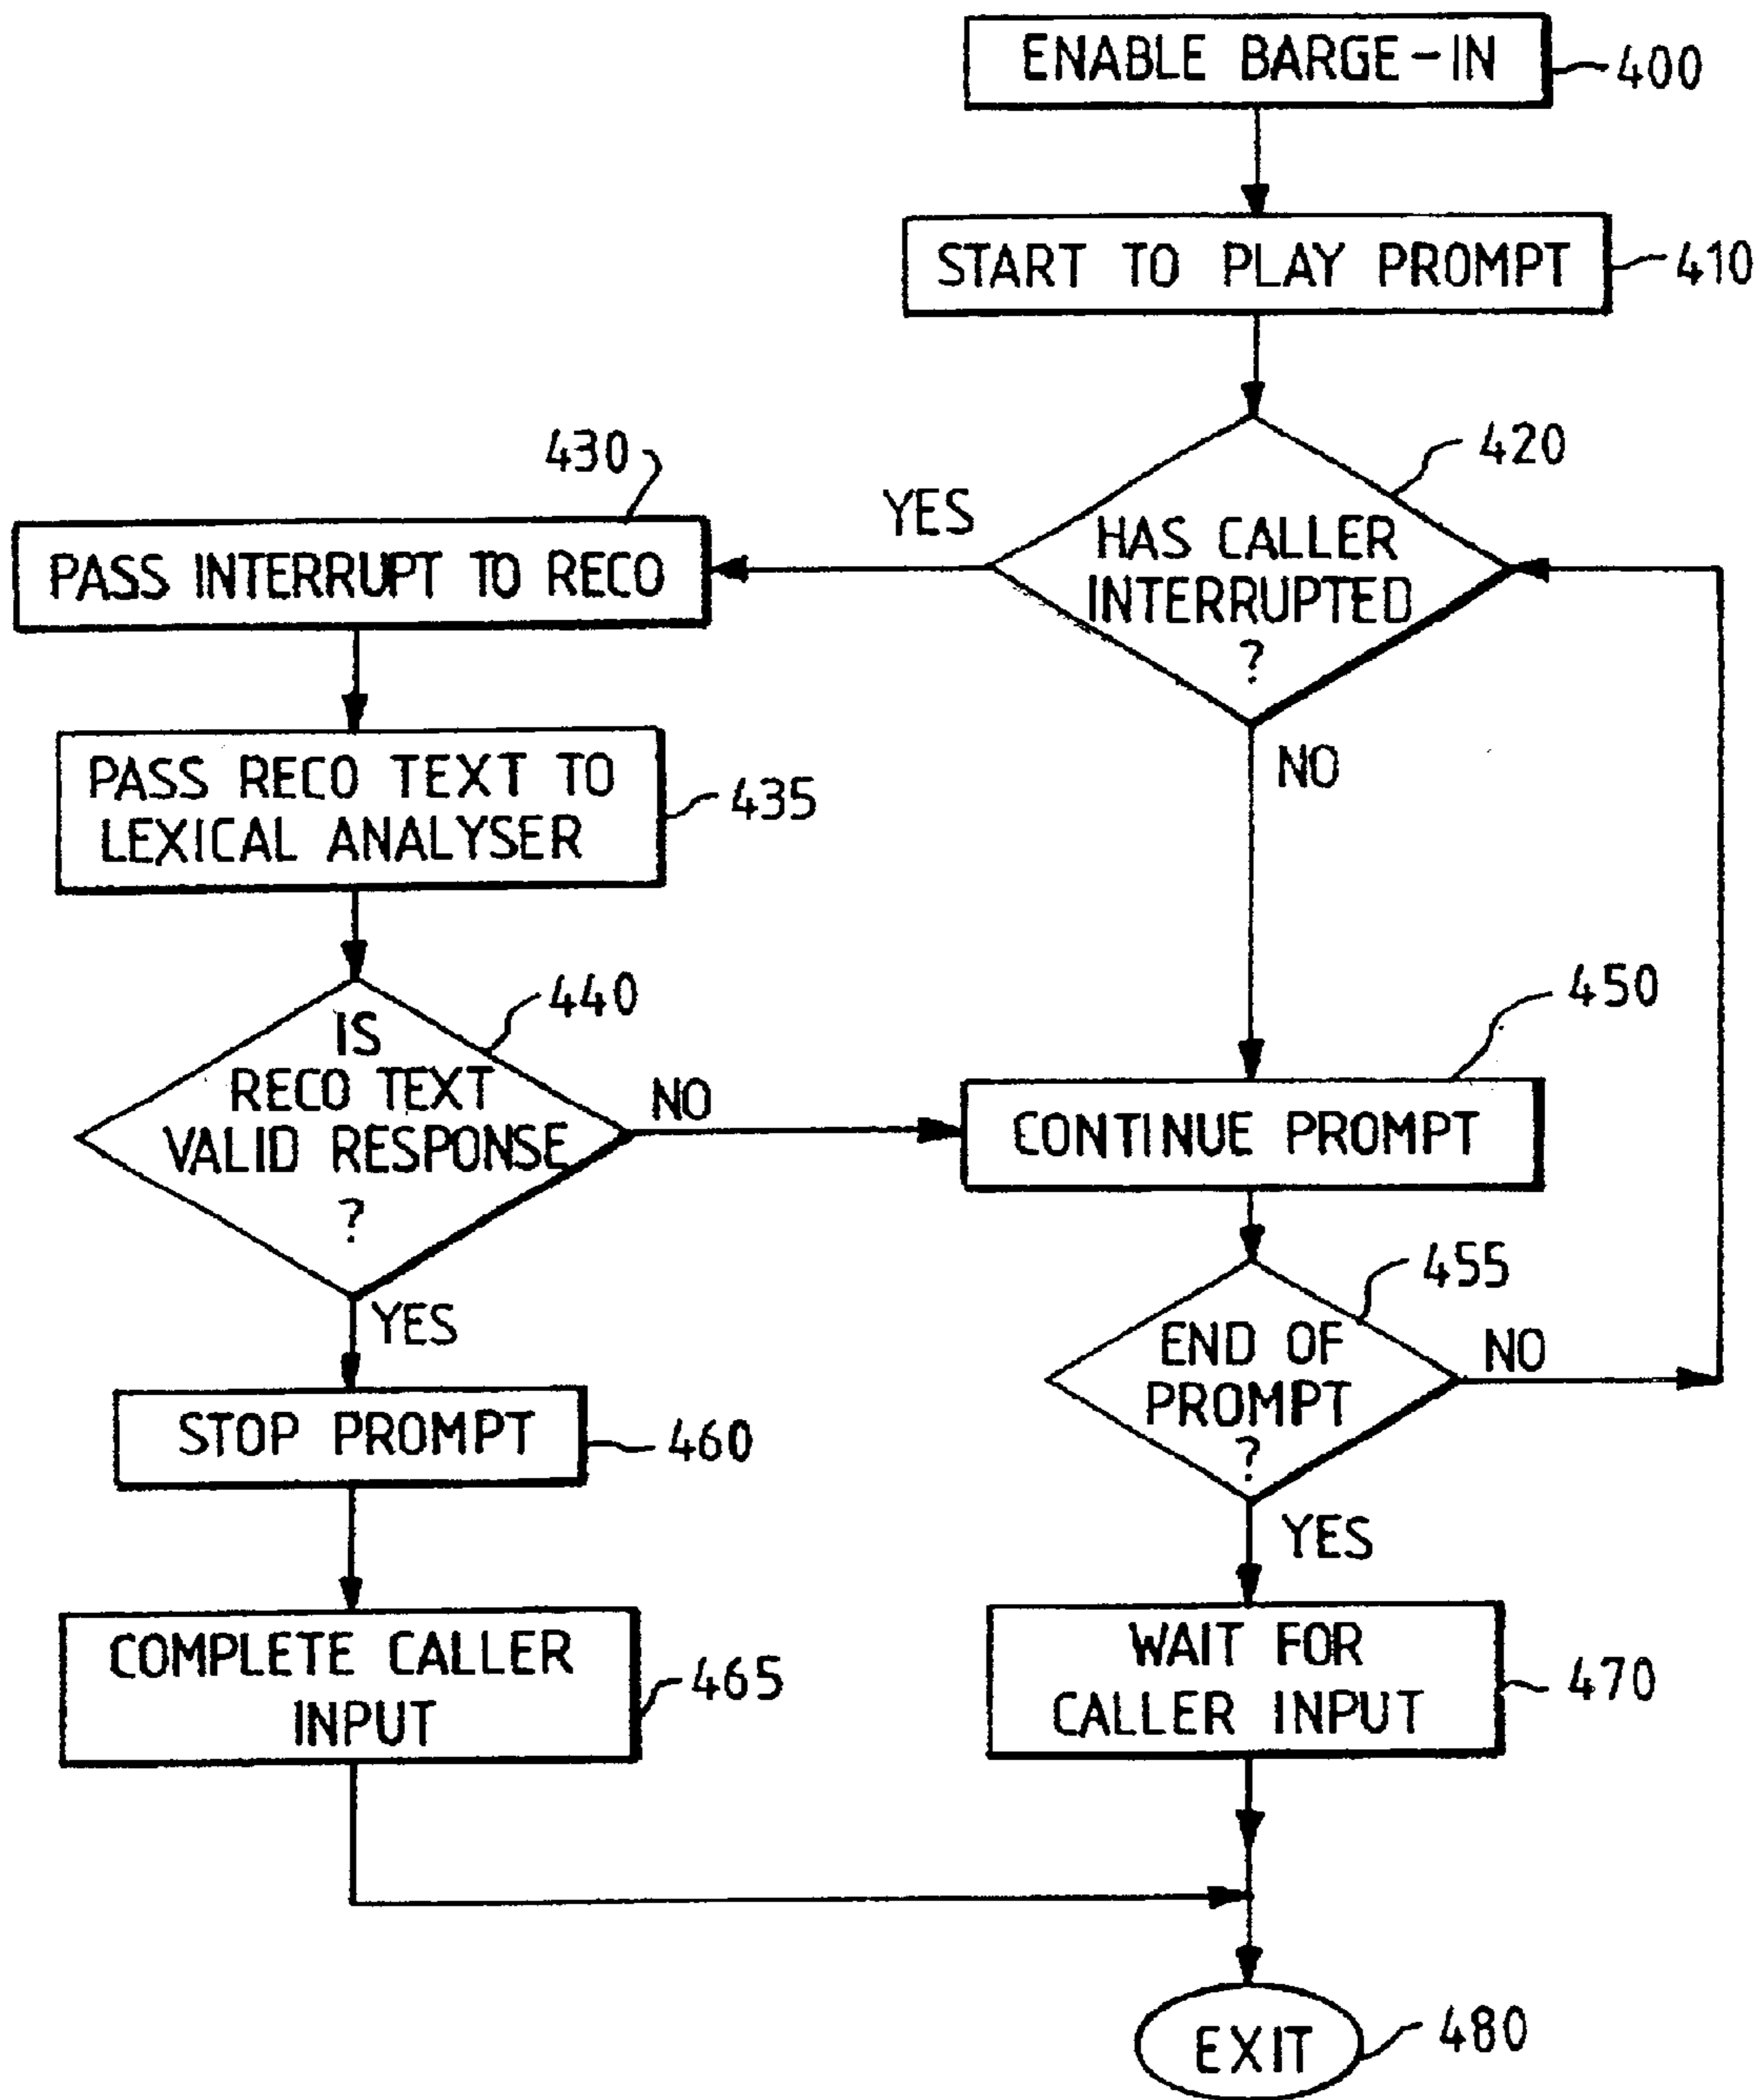 ENABLE BARGE-IN
400
START TO PLAY PROMPT
410
HAS CALLER
INTERRUPTED
?
420
YES
NO
430
PASS INTERRUPT TO RECO
PASS RECO TEXT TO
LEXICAL ANALYSER
435
IS
RECO TEXT
VALID RESPONSE
?
440
NO
YES
450
CONTINUE PROMPT
END OF
PROMPT
?
455
NO
YES
STOP PROMPT
460
COMPLETE CALLER
INPUT
465
WAIT FOR
CALLER INPUT
470
EXIT
480